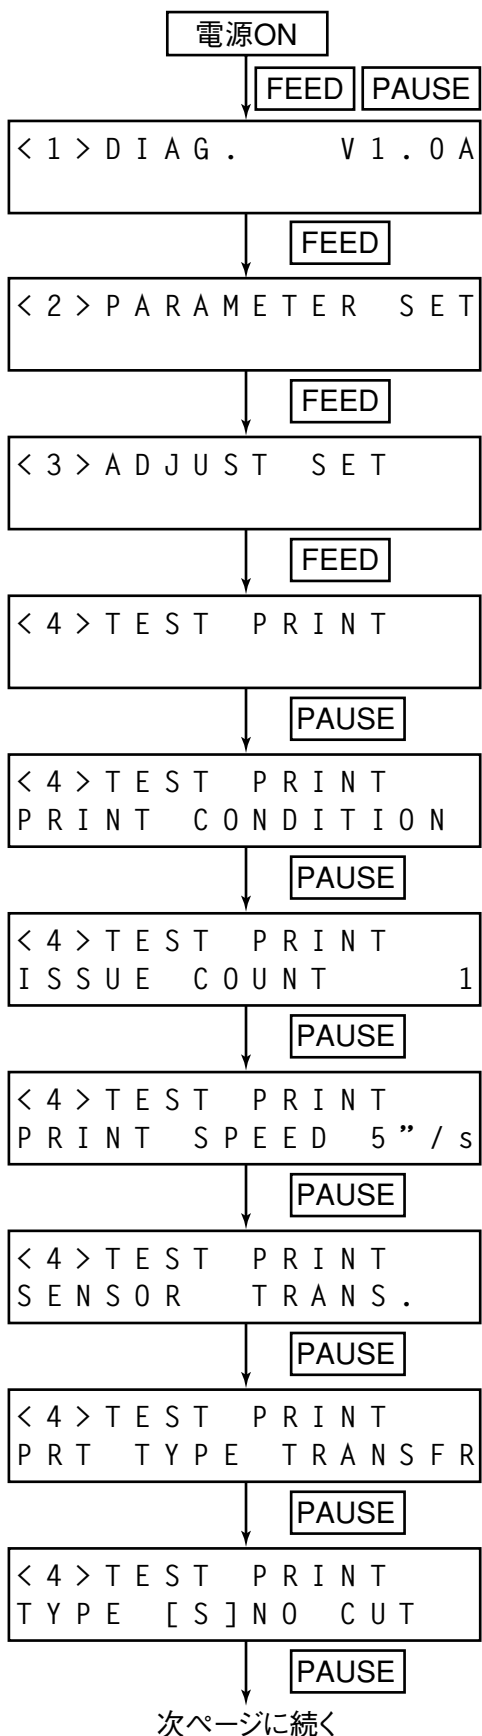 電源ON
FEED PAUSE
<1>DIAG. V1.0A
FEED
<2>PARAMETER SET
FEED
<3>ADJUST SET
FEED
<4>TEST PRINT
PAUSE
<4>TEST PRINT
PRINT CONDITION
PAUSE
<4>TEST PRINT
ISSUE COUNT 1
PAUSE
<4>TEST PRINT
PRINT SPEED 5”/s
PAUSE
<4>TEST PRINT
SENSOR TRANS.
PAUSE
<4>TEST PRINT
PRT TYPE TRANSFR
PAUSE
<4>TEST PRINT
TYPE [S]NO CUT
PAUSE
次ページに続く